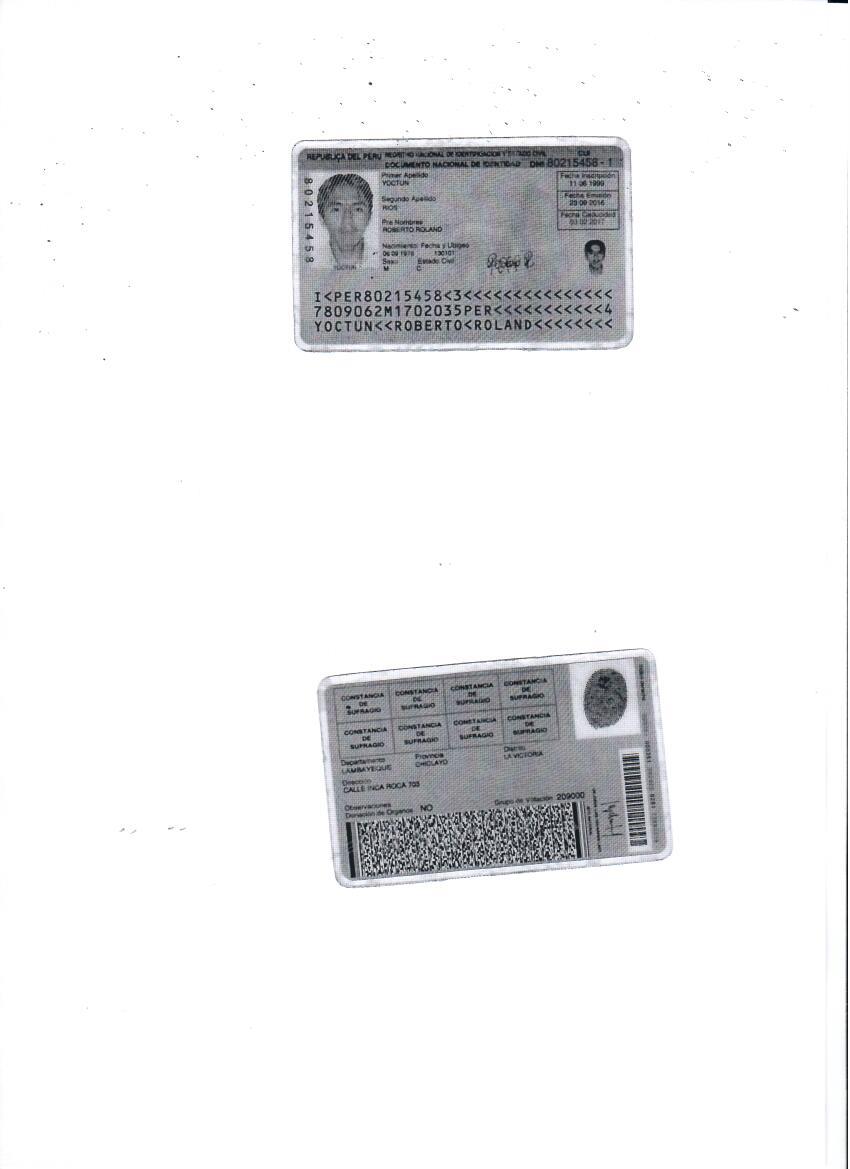 REPUBLICA DEL PERU REGISTRO NACIONAL DE IDENTIFICACION Y ESTADO CIVIL CUI
DOCUMENTO NACIONAL DE IDENTIDAD DNI 80215458 - 1
80215458
Primer Apellido
YOCTUN
Segundo Apellido
RIOS
Pre Nombres
ROBERTO ROLAND
Nacimiento: Fecha y Ubigeo
06 09 1978 130101
Sexo Estado Civil
M C
Fecha Inscripción
11 06 1999
Fecha Emisión
23 09 2016
Fecha Caducidad
03 02 2017
YOCTUN
I<PER80215458<3<<<<<<<<<<<<<<<
7809062M1702035PER<<<<<<<<<<<4
YOCTUN<<ROBERTO<ROLAND<<<<<<<<
CONSTANCIA DE SUFRAGIO
CONSTANCIA DE SUFRAGIO
CONSTANCIA DE SUFRAGIO
CONSTANCIA DE SUFRAGIO
CONSTANCIA DE SUFRAGIO
CONSTANCIA DE SUFRAGIO
CONSTANCIA DE SUFRAGIO
CONSTANCIA DE SUFRAGIO
Departamento Provincia Distrito
LAMBAYEQUE CHICLAYO LA VICTORIA
Dirección
CALLE INCA ROCA 703
Observaciones
Donación de Organos NO Grupo de Votación 209000